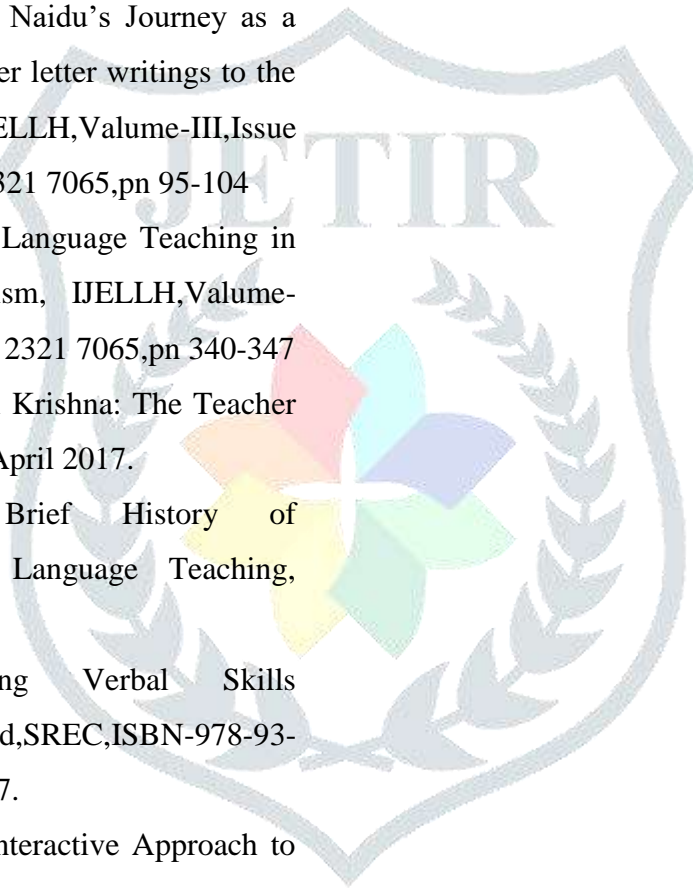 Naidu’s Journey as a
er letter writings to the
ELLH,Valume-III,Issue
321 7065,pn 95-104
JETIR
Language Teaching in
ism, IJELLH,Valume-
2321 7065,pn 340-347
Krishna: The Teacher
April 2017.
Brief History of
Language Teaching,
ng Verbal Skills
d,SREC,ISBN-978-93-
7.
nteractive Approach to